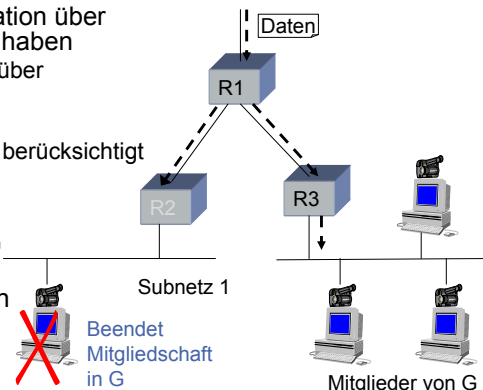 ation über
haben
über
Daten
R1
berücksichtigt
R2
R3
Subnetz 1
n
Beendet
Mitgliedschaft
in G
Mitglieder von G